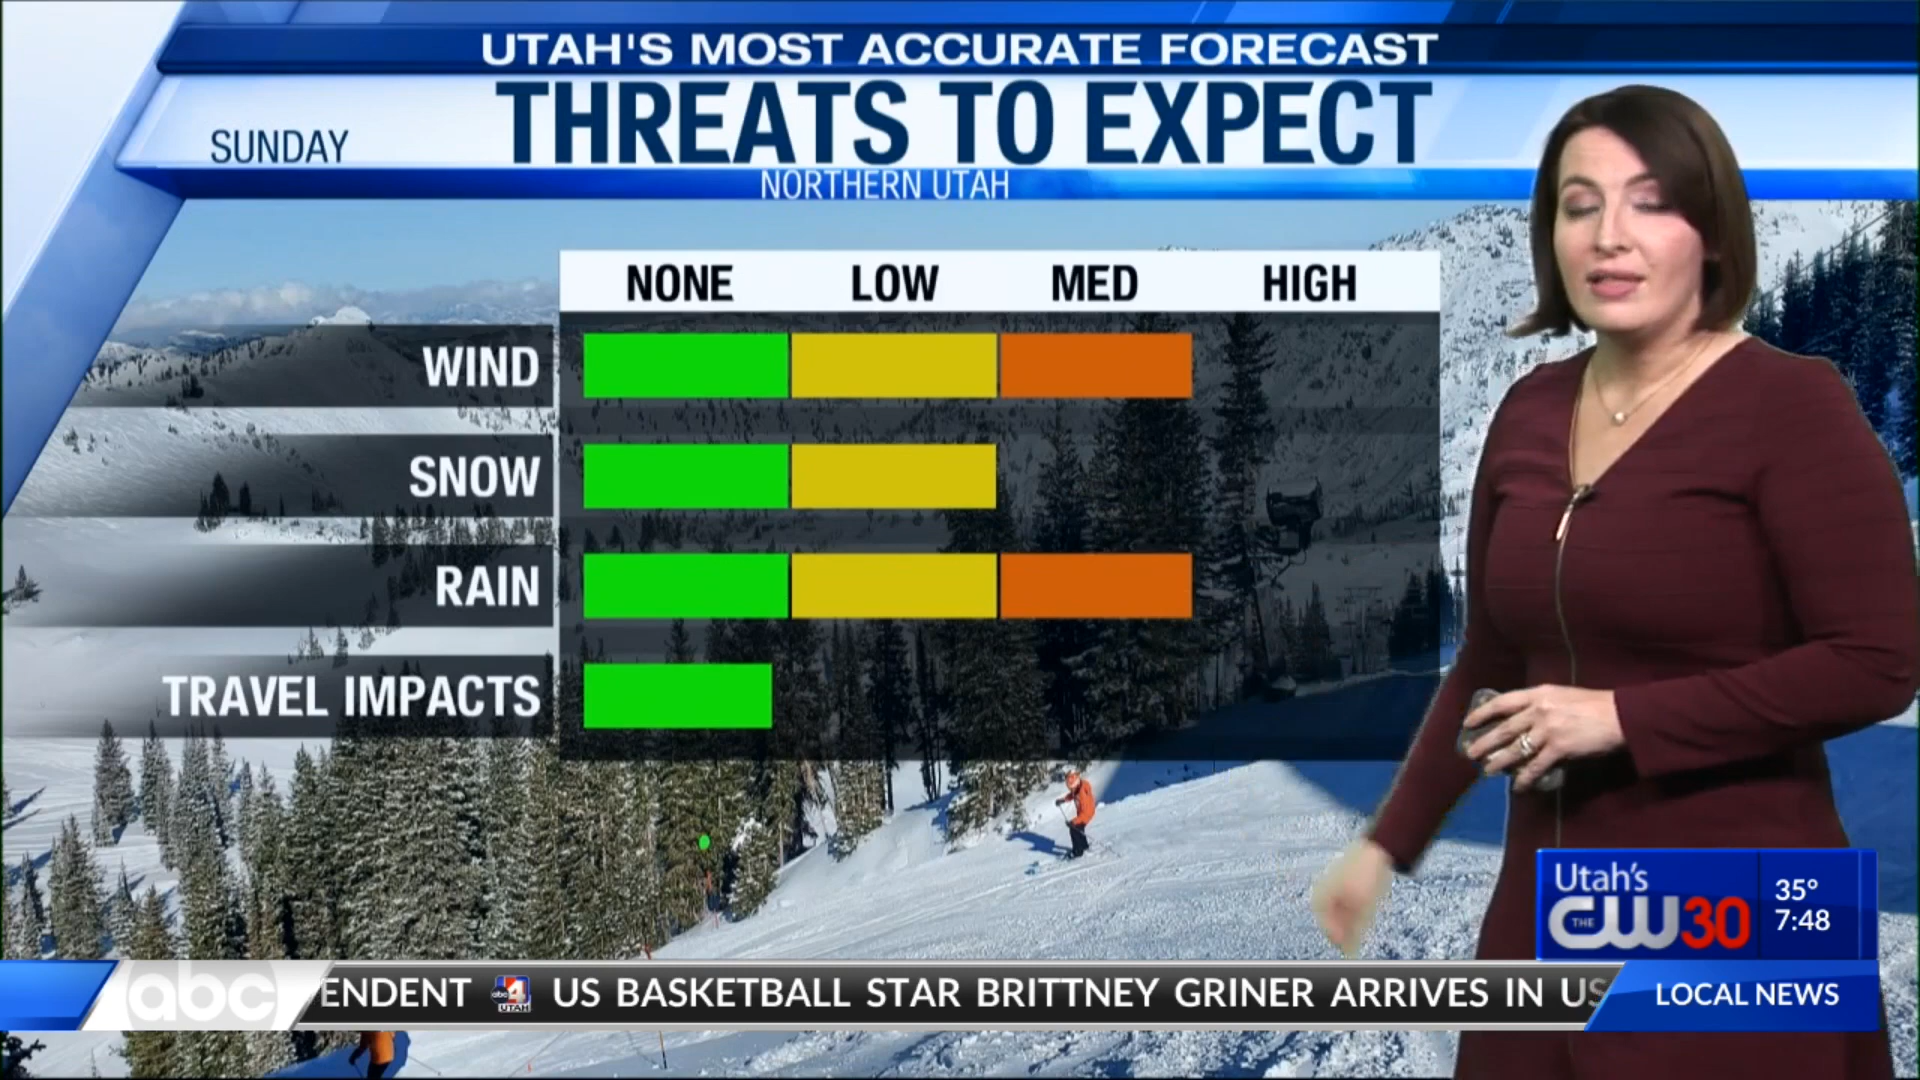 UTAH'S MOST ACCURATE FORECAST
SUNDAY
THREATS TO EXPECT
NORTHERN UTAH
NONE LOW MED HIGH
WIND
SNOW
RAIN
TRAVEL IMPACTS
Utah's
THE CW30
35°
7:48
abc
ENDENT abc 4 UTAH US BASKETBALL STAR BRITTNEY GRINER ARRIVES IN US
LOCAL NEWS